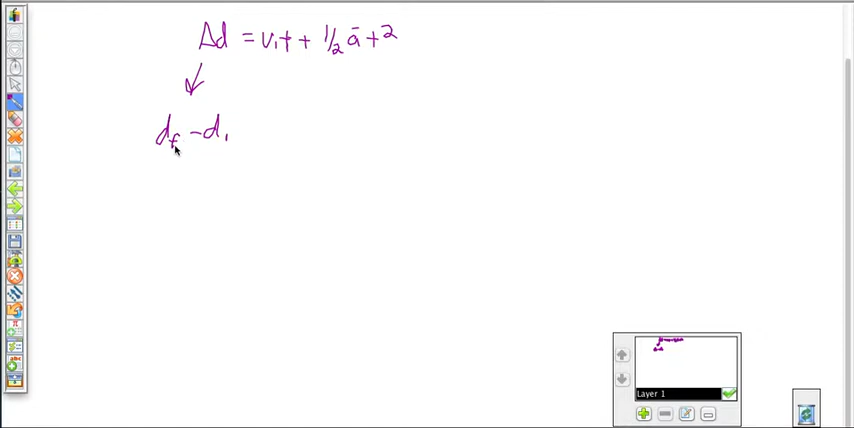 Δd = v₁t + 1/2 ā t²
d_f - d₁
Layer 1